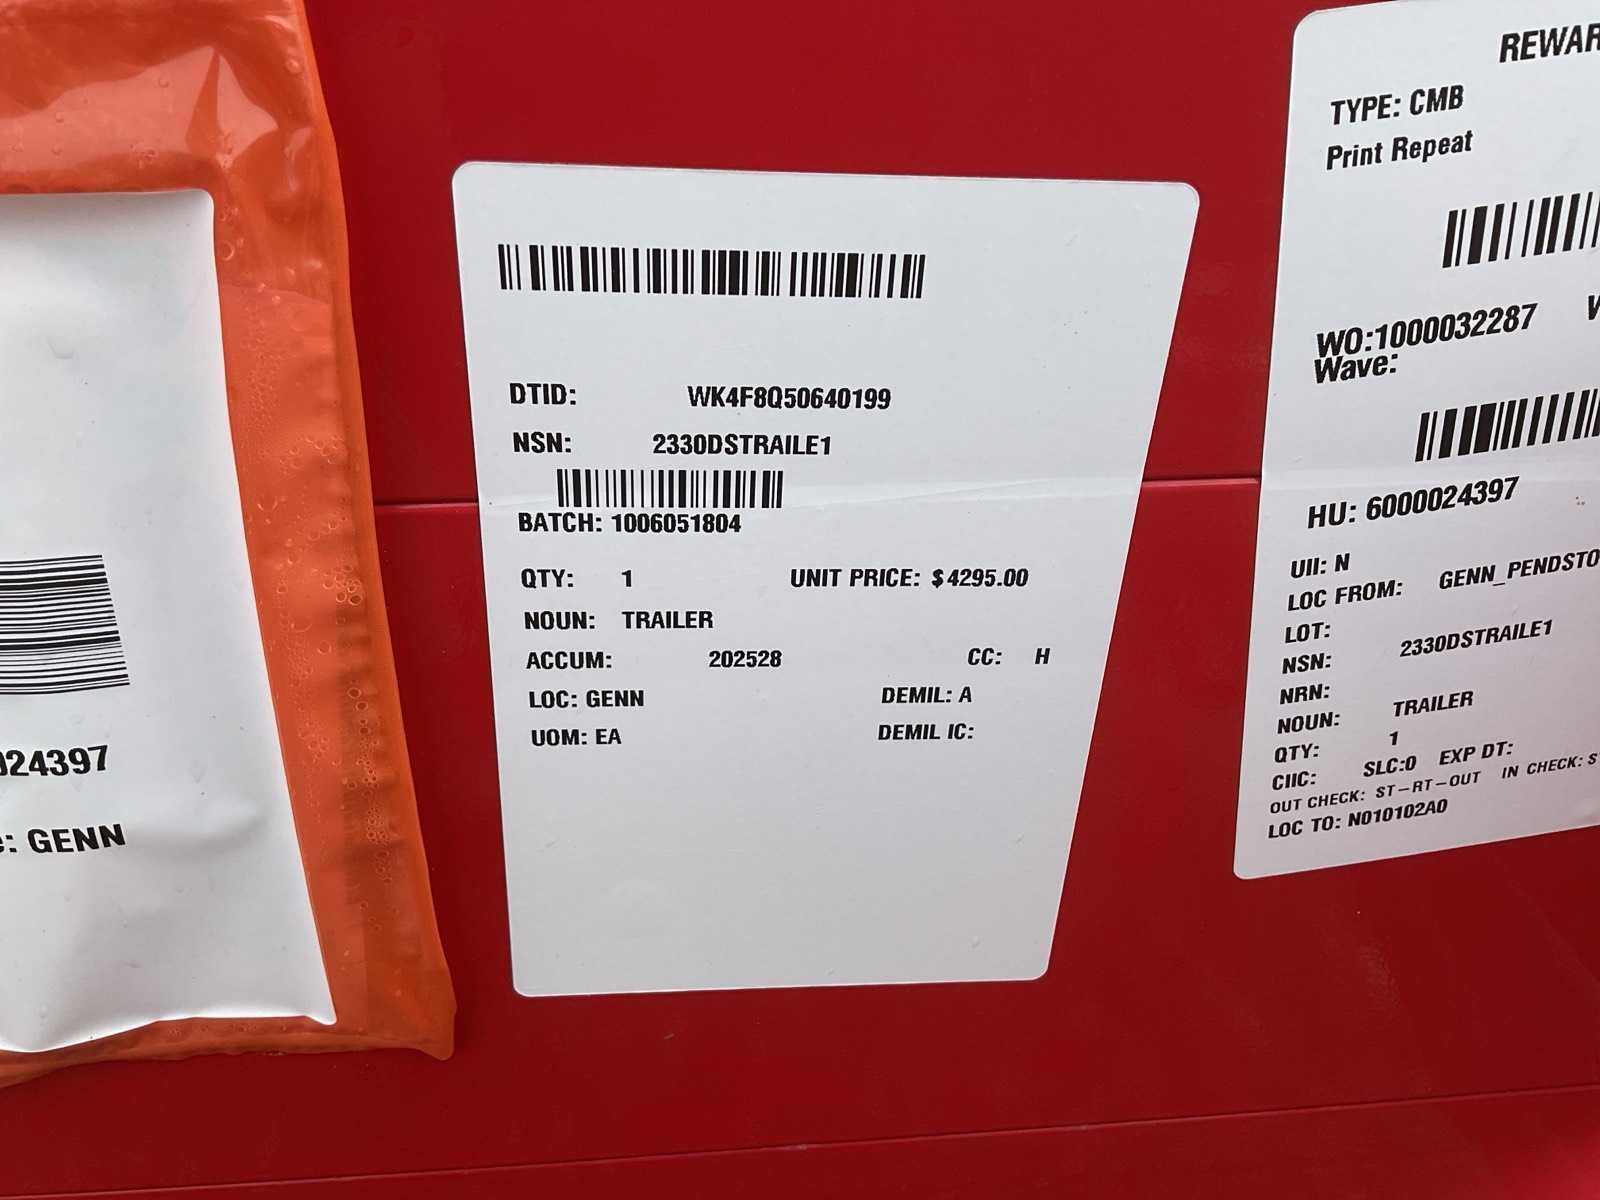 024397
: GENN
DTID: WK4F8Q50640199
NSN: 2330DSTRAILE1
BATCH: 1006051804
QTY: 1 UNIT PRICE: $4295.00
NOUN: TRAILER
ACCUM: 202528 CC: H
LOC: GENN DEMIL: A
UOM: EA DEMIL IC:
REWAR
TYPE: CMB
Print Repeat
WO:1000032287
Wave:
HU: 6000024397
UII: N
LOC FROM: GENN_PENDSTO
LOT:
NSN: 2330DSTRAILE1
NRN:
NOUN: TRAILER
QTY: 1
CIIC: SLC:0 EXP DT:
OUT CHECK: ST-RT-OUT IN CHECK: S
LOC TO: N010102A0